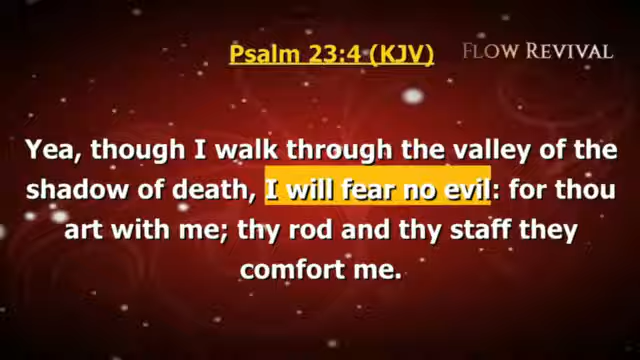 Psalm 23:4 (KJV)
FLOW REVIVAL
Yea, though I walk through the valley of the
shadow of death, I will fear no evil: for thou
art with me; thy rod and thy staff they
comfort me.